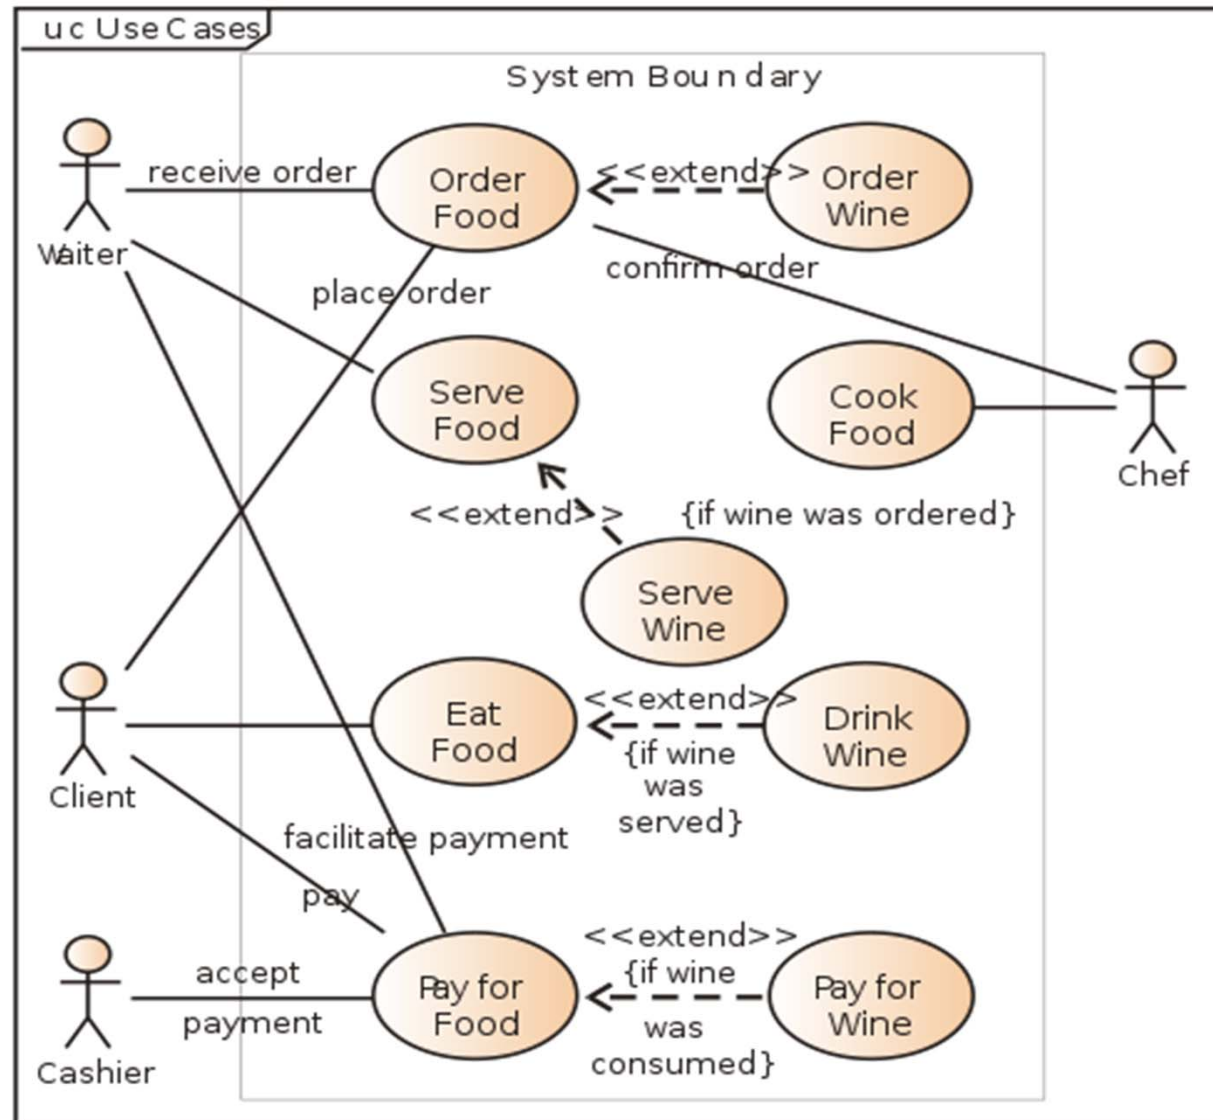 uc UseCases
System Boundary
receive order
Order
Food
<<extend>>
Order
Wine
Waiter
place order
confirm order
Serve
Food
Cook
Food
Chef
<<extend>>
{if wine was ordered}
Serve
Wine
Eat
Food
<<extend>>
{if wine
was
served}
Drink
Wine
Client
facilitate payment
pay
accept
payment
Cashier
Pay for
Food
<<extend>>
{if wine
was
consumed}
Pay for
Wine